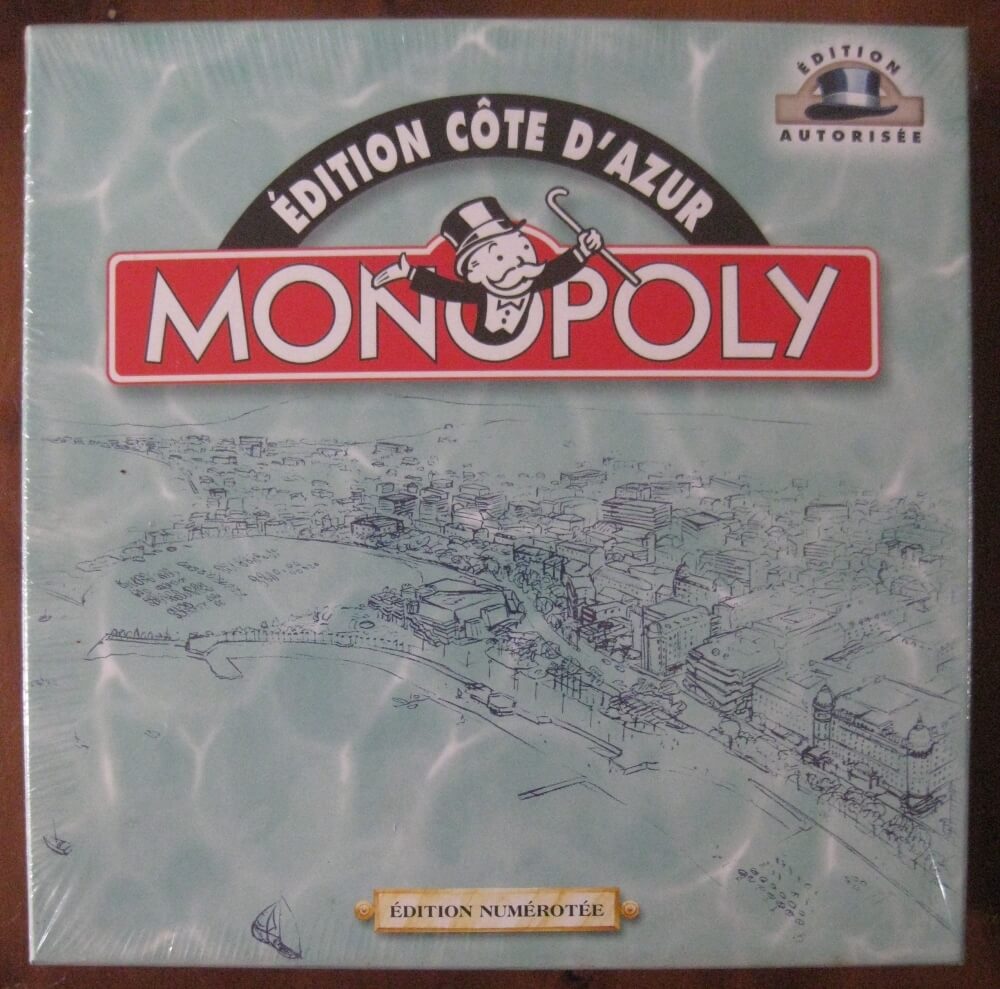 ÉDITION
AUTORISÉE
ÉDITION CÔTE D'AZUR
MONOPOLY
ÉDITION NUMÉROTÉE